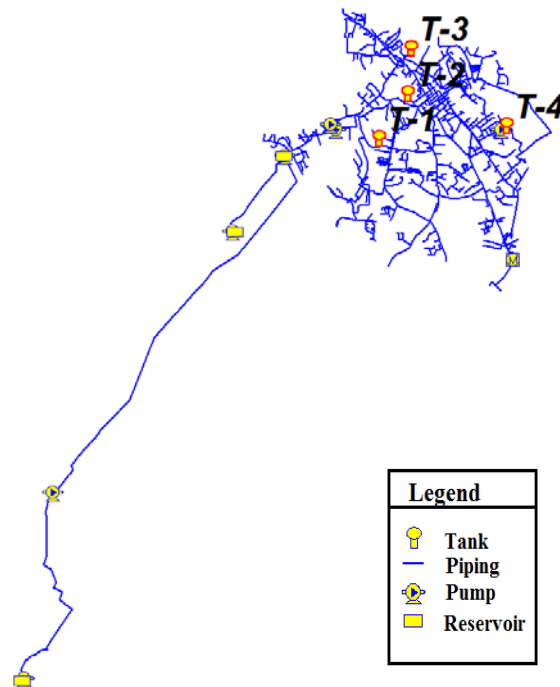 T-3
T-2
T-4
T-1
M
Legend
Tank
Piping
Pump
Reservoir